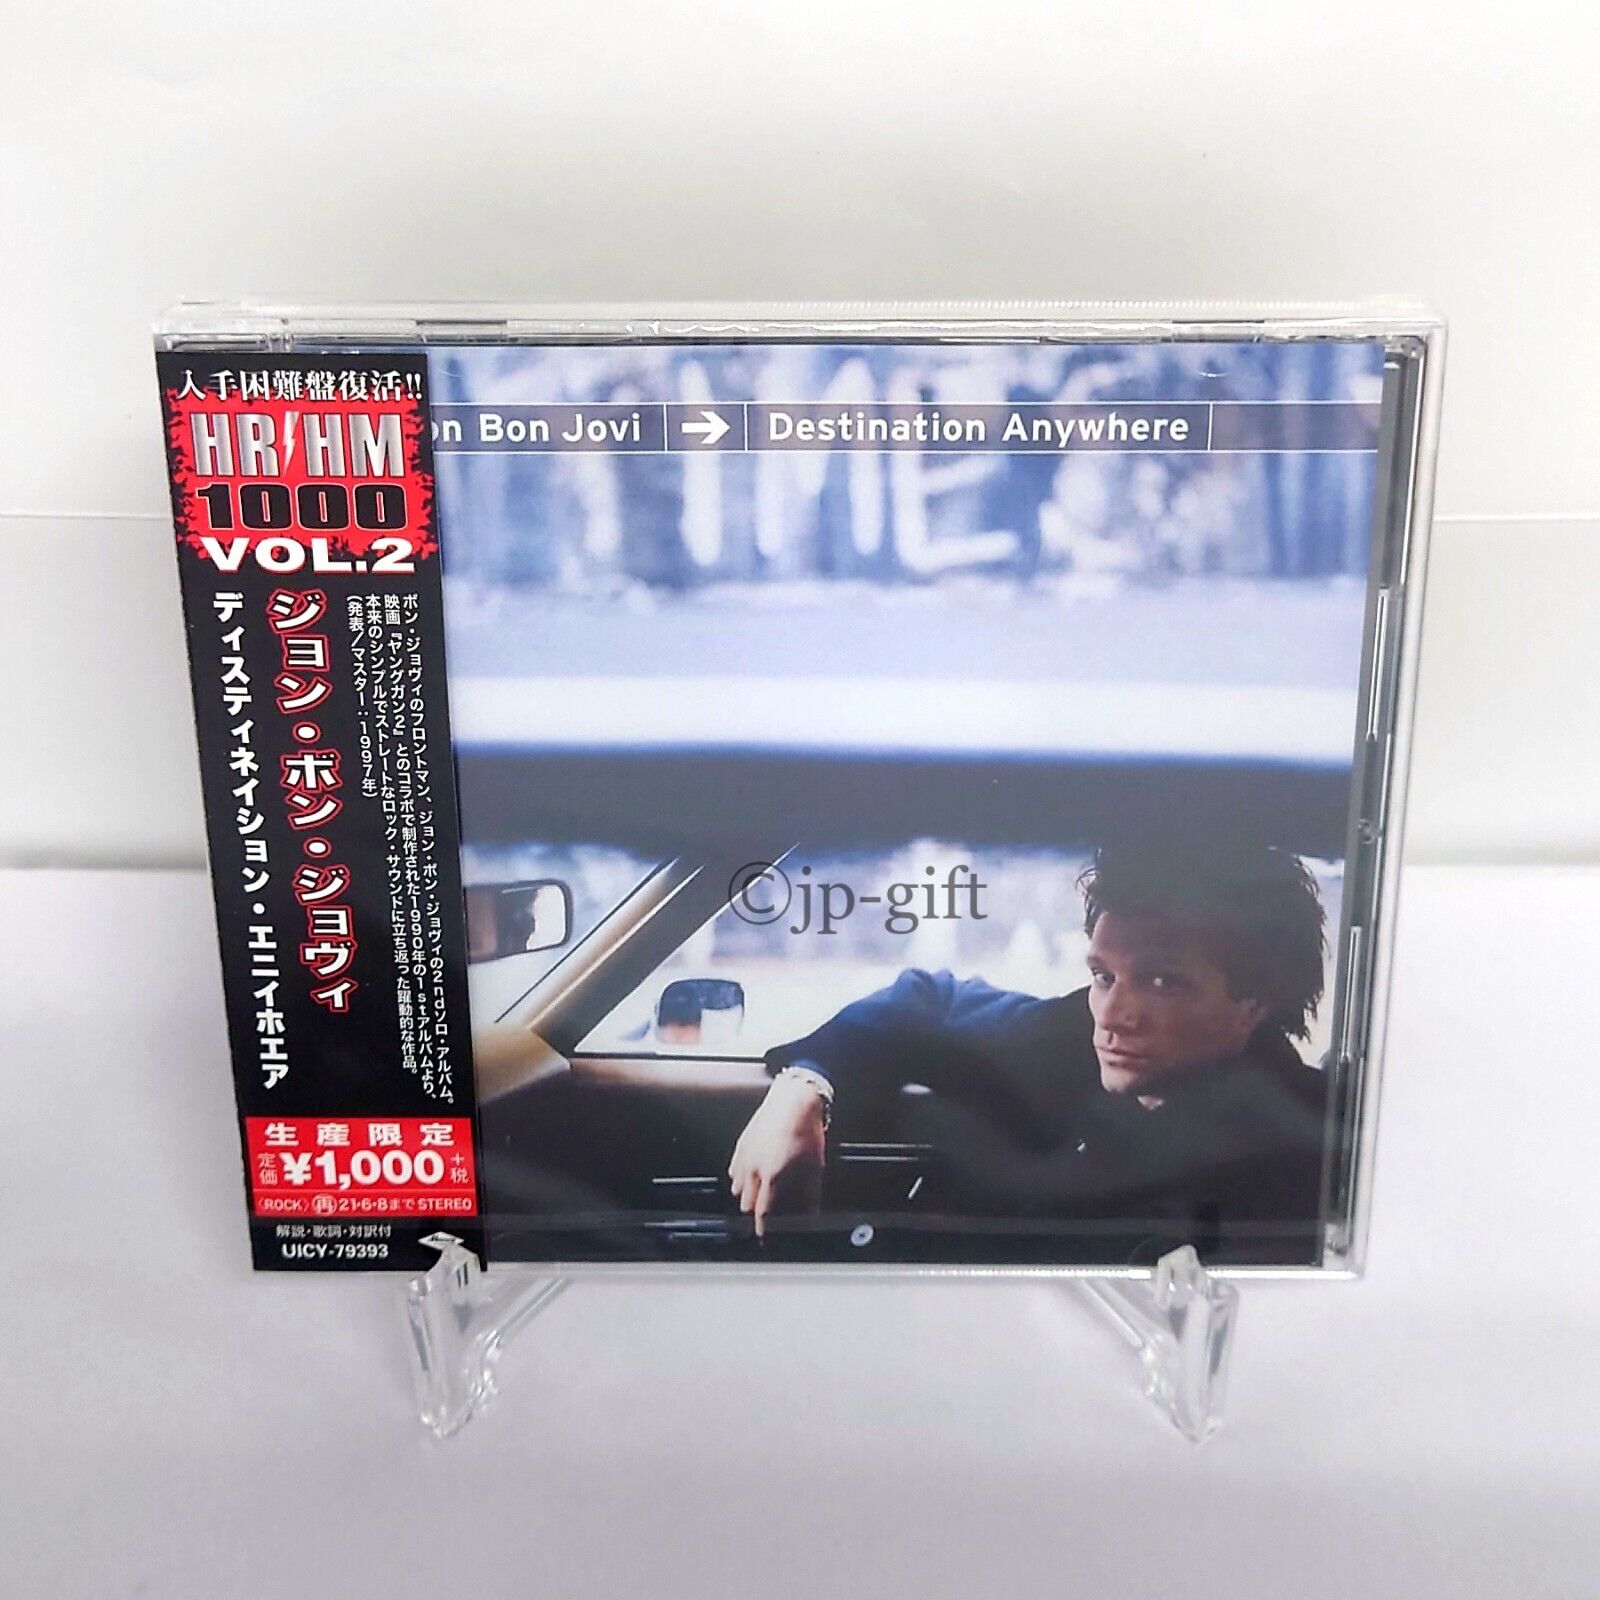 入手困難盤復活!!
HR/HM
1000
VOL.2
ボン・ジョヴィのフロントマン、ジョン・ボン・ジョヴィの2ndソロ・アルバム。
映画『ヤングガン2』とのコラボで制作された1990年の1stアルバムより、
本来のシンプルでストレートなロック・サウンドに立ち返った躍動的な作品。
(発表/マスター:1997年)
ジョン・ボン・ジョヴィ
ディスティネイション・エニイホエア
生産限定
定価 ¥1,000 +税
〈ROCK〉 再 21・6・8まで STEREO
解説・歌詞・対訳付
UICY-79393
on Bon Jovi → Destination Anywhere
TIME
©jp-gift